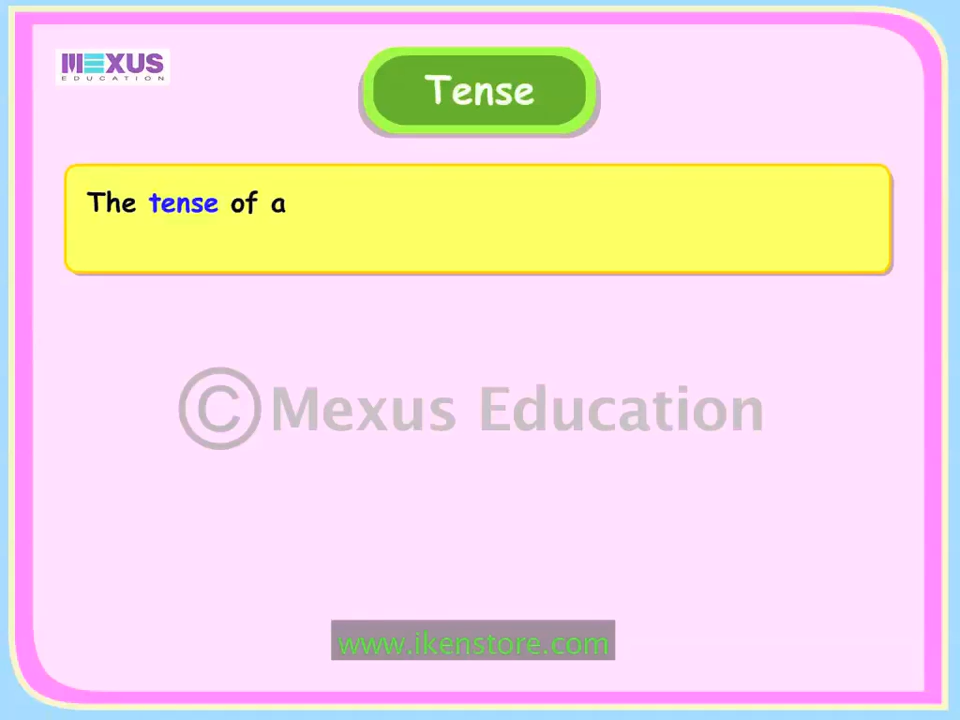 MEXUS
EDUCATION
Tense
The tense of a
© Mexus Education
www.ikenstore.com